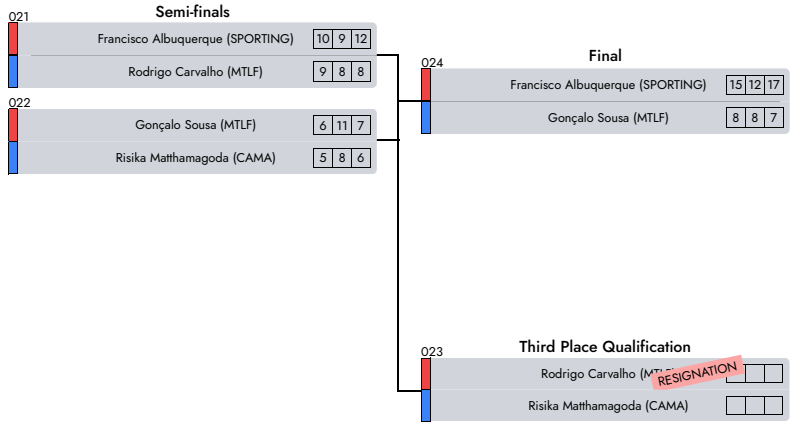 Semi-finals
021
Francisco Albuquerque (SPORTING) 10 9 12
Rodrigo Carvalho (MTLF) 9 8 8
022
Gonçalo Sousa (MTLF) 6 11 7
Risika Matthamagoda (CAMA) 5 8 6
Final
024
Francisco Albuquerque (SPORTING) 15 12 17
Gonçalo Sousa (MTLF) 8 8 7
Third Place Qualification
023
Rodrigo Carvalho
RESIGNATION
Risika Matthamagoda (CAMA)